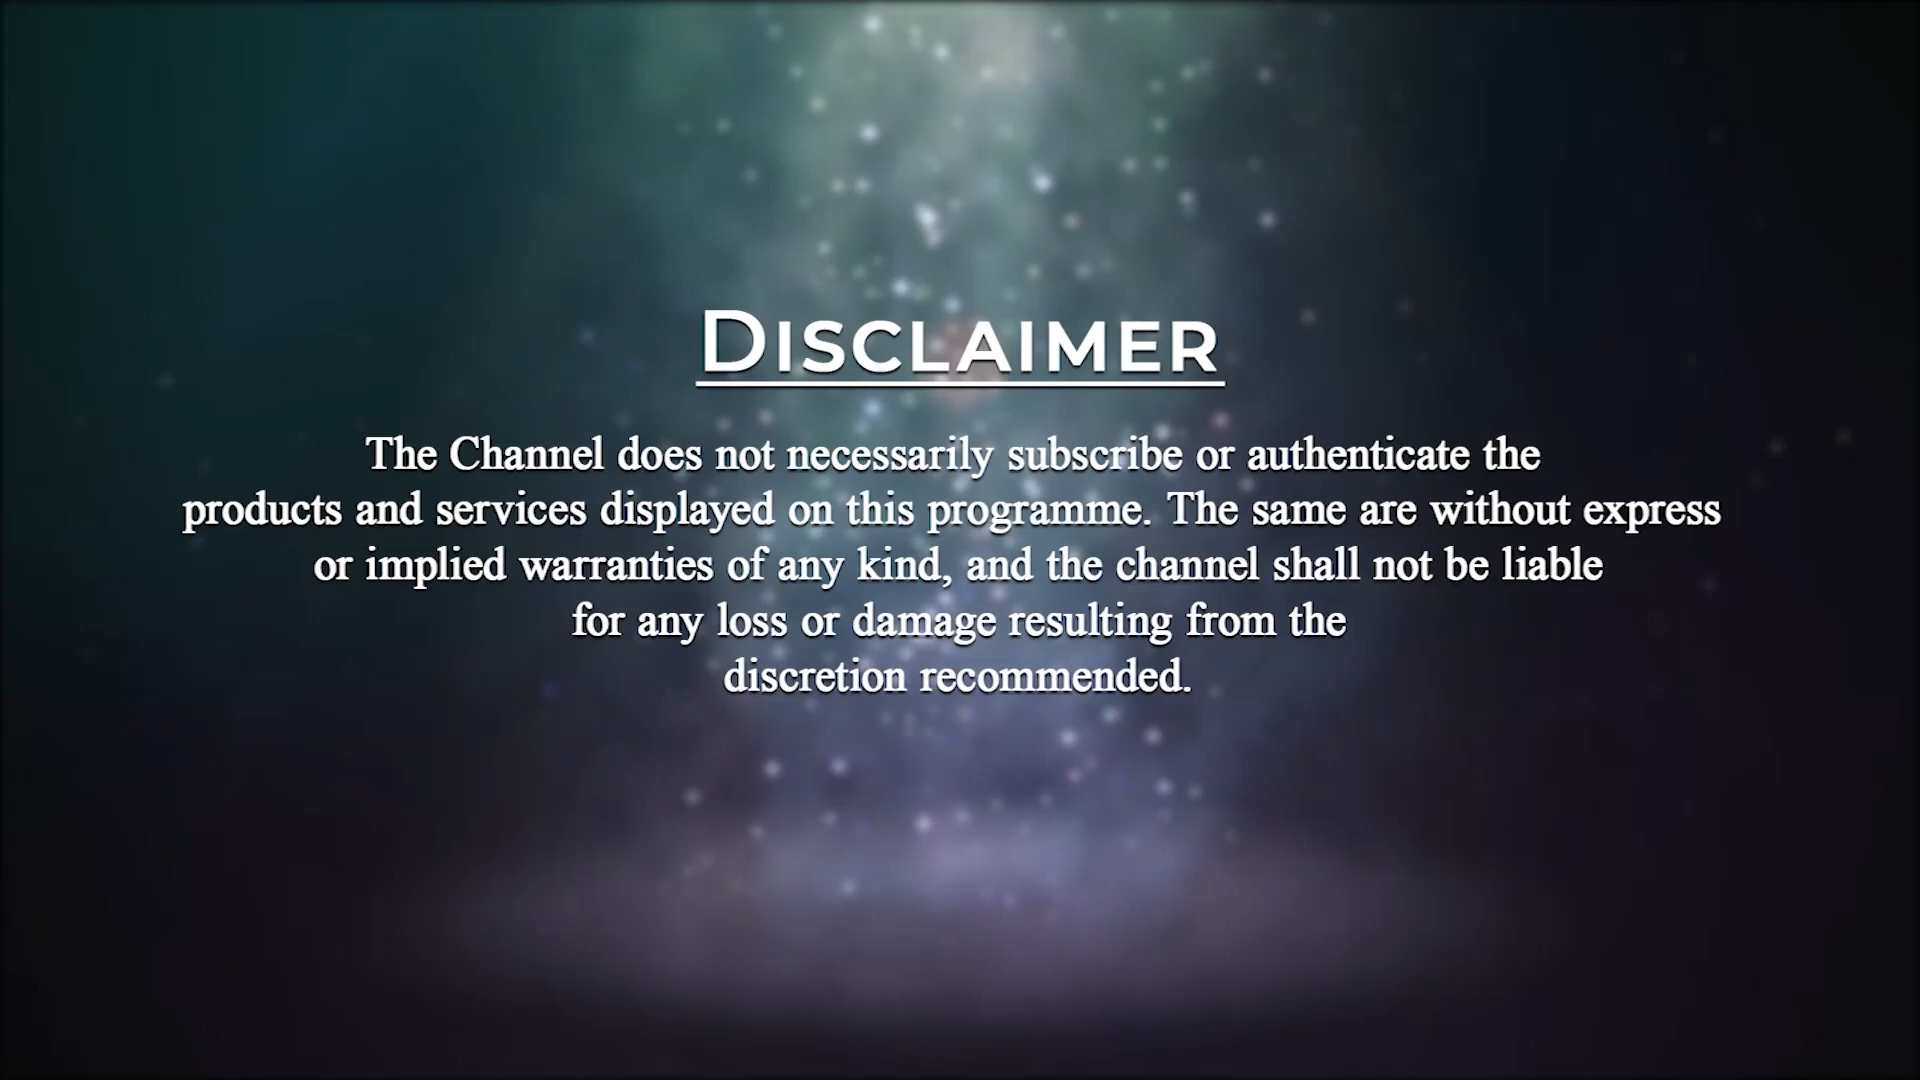 DISCLAIMER
The Channel does not necessarily subscribe or authenticate the
products and services displayed on this programme. The same are without express
or implied warranties of any kind, and the channel shall not be liable
for any loss or damage resulting from the
discretion recommended.